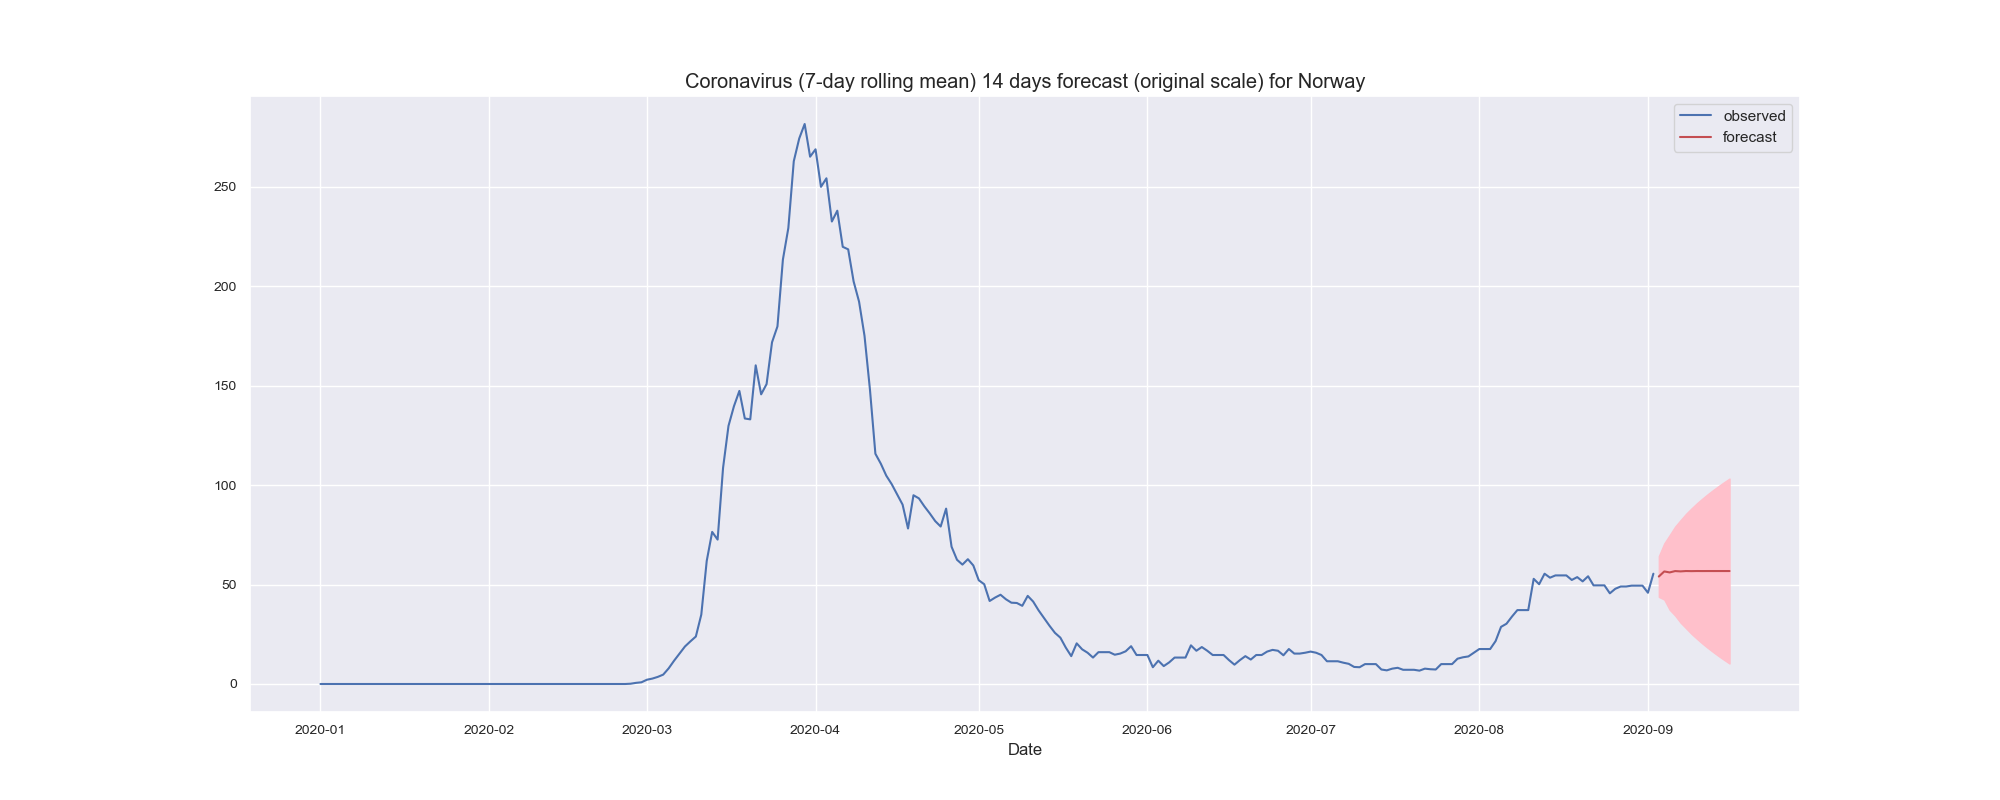 Coronavirus (7-day rolling mean) 14 days forecast (original scale) for Norway
observed
forecast
250
200
150
100
50
0
2020-01 2020-02 2020-03 2020-04 2020-05 2020-06 2020-07 2020-08 2020-09
Date